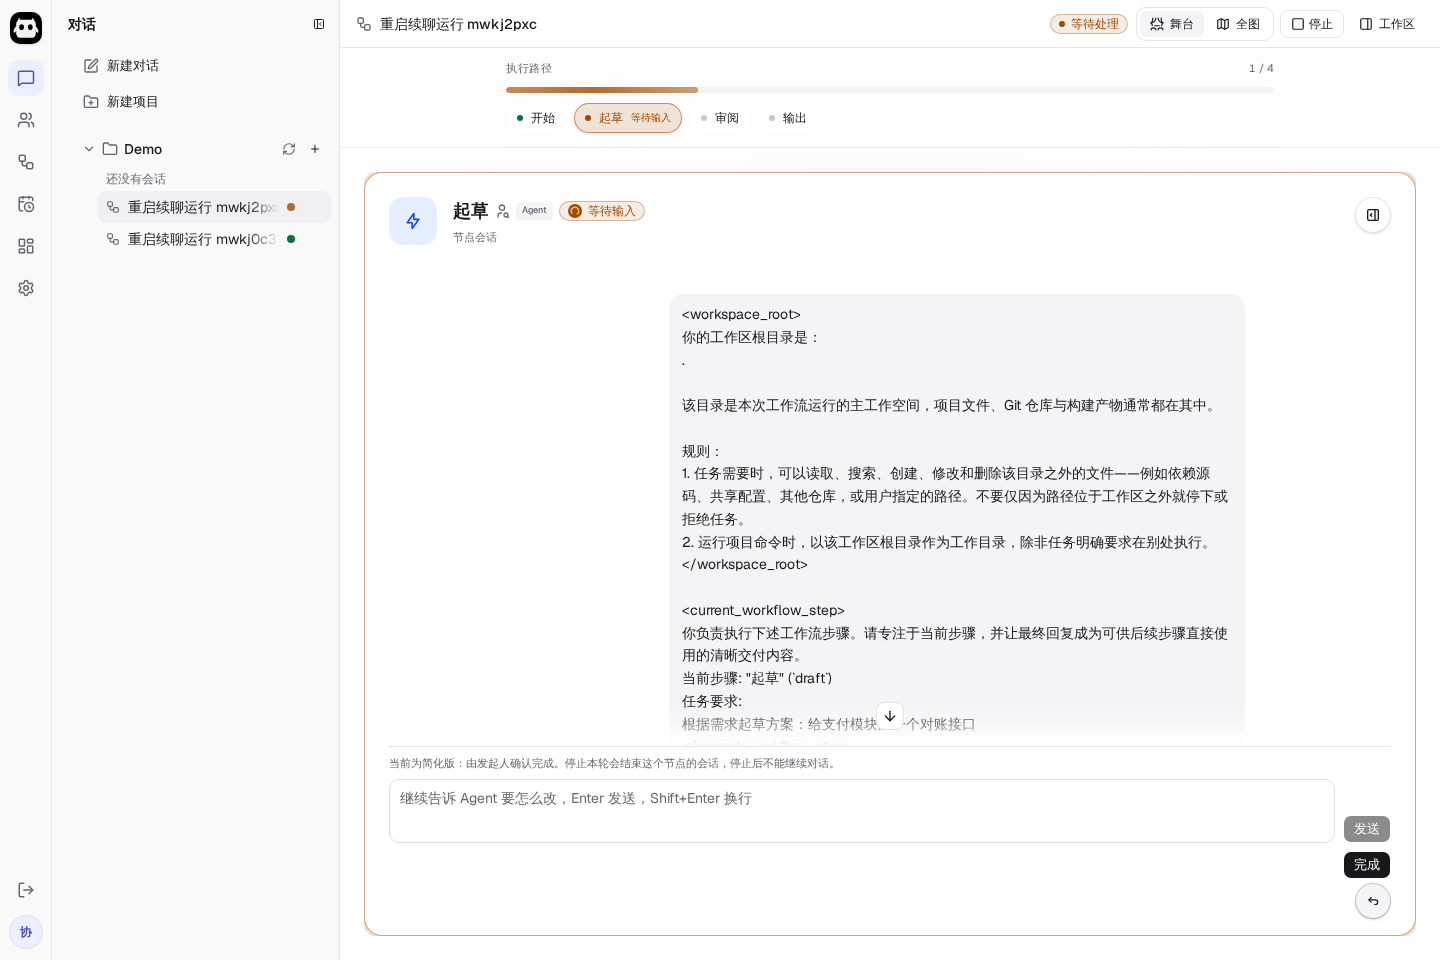 对话
新建对话
新建项目
Demo
还没有会话
重启续聊运行 mwkj2px
重启续聊运行 mwkj0c3
协
重启续聊运行 mwkj2pxc
等待处理
舞台
全图
停止
工作区
执行路径
1 / 4
开始
起草 等待输入
审阅
输出
起草 Agent 等待输入
节点会话
<workspace_root>
你的工作区根目录是：
.
该目录是本次工作流运行的主工作空间，项目文件、Git 仓库与构建产物通常都在其中。
规则：
1. 任务需要时，可以读取、搜索、创建、修改和删除该目录之外的文件——例如依赖源
码、共享配置、其他仓库，或用户指定的路径。不要仅因为路径位于工作区之外就停下或
拒绝任务。
2. 运行项目命令时，以该工作区根目录作为工作目录，除非任务明确要求在别处执行。
</workspace_root>
<current_workflow_step>
你负责执行下述工作流步骤。请专注于当前步骤，并让最终回复成为可供后续步骤直接使
用的清晰交付内容。
当前步骤: "起草" (`draft`)
任务要求:
根据需求起草方案：给支付模块 个对账接口
当前为简化版：由发起人确认完成。停止本轮会结束这个节点的会话，停止后不能继续对话。
继续告诉 Agent 要怎么改，Enter 发送，Shift+Enter 换行
发送
完成